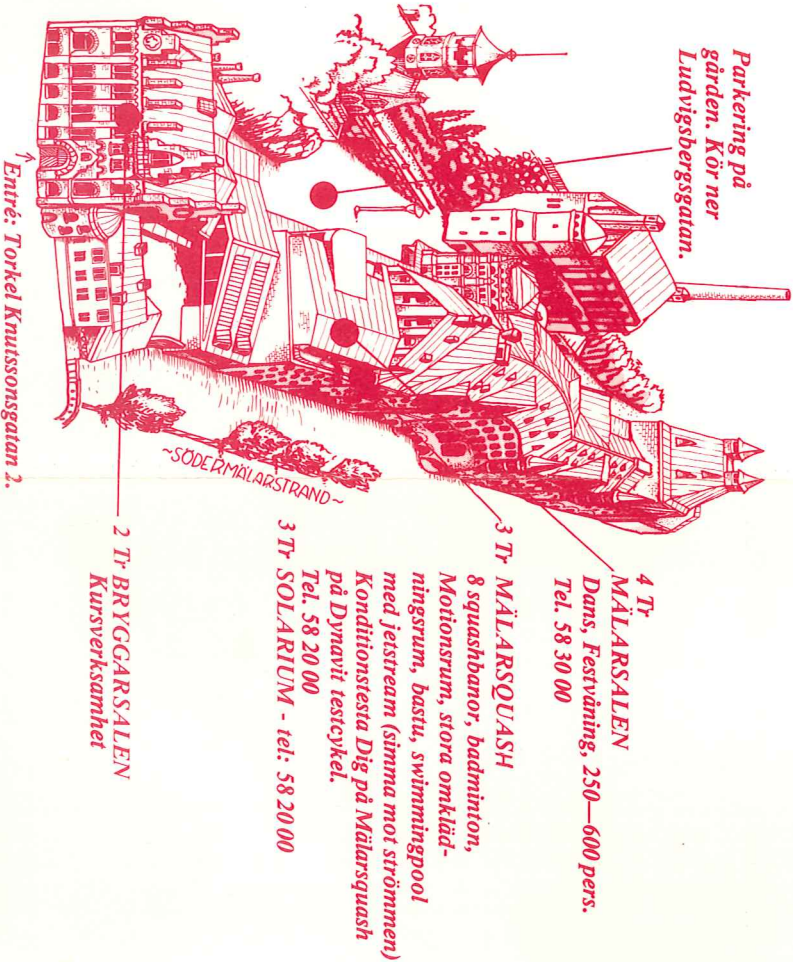 Parkering på
gården. Kör ner
Ludvigsbergsgatan.
4 Tr
MÄLARSALEN
Dans, Festvåning, 250—600 pers.
Tel. 58 30 00
3 Tr MÄLARSQUASH
8 squashbanor, badminton,
Motionsrum, stora omkläd-
ningsrum, bastu, swimmingpool
med jetstream (simma mot strömmen)
Konditionstesta Dig på Mälarsquash
på Dynavit testcykel.
Tel. 58 20 00
3 Tr SOLARIUM - tel: 58 20 00
2 Tr BRYGGARSALEN
Kursverksamhet
~SÖDERMÄLARSTRAND~
↑ Entré: Torkel Knutssonsgatan 2.